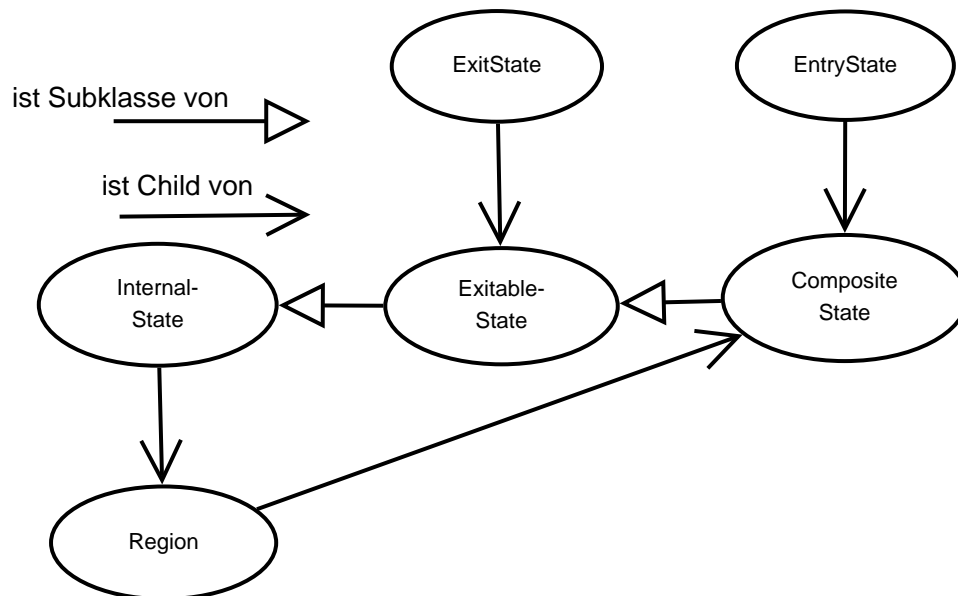 ExitState
EntryState
ist Subklasse von
ist Child von
Internal-
State
Exitable-
State
Composite
State
Region